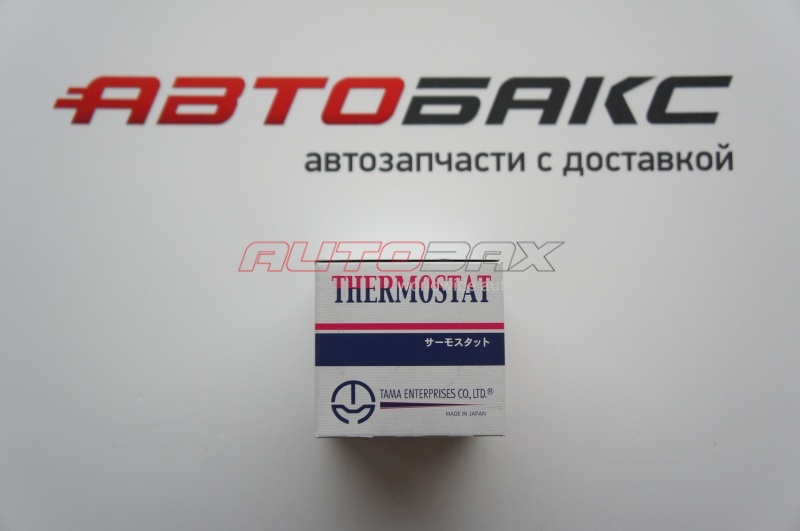 АВТОБАКС
автозапчасти с доставкой
AUTOBAX
THERMOSTAT
サーモスタット
TAMA ENTERPRISES CO., LTD.®
MADE IN JAPAN